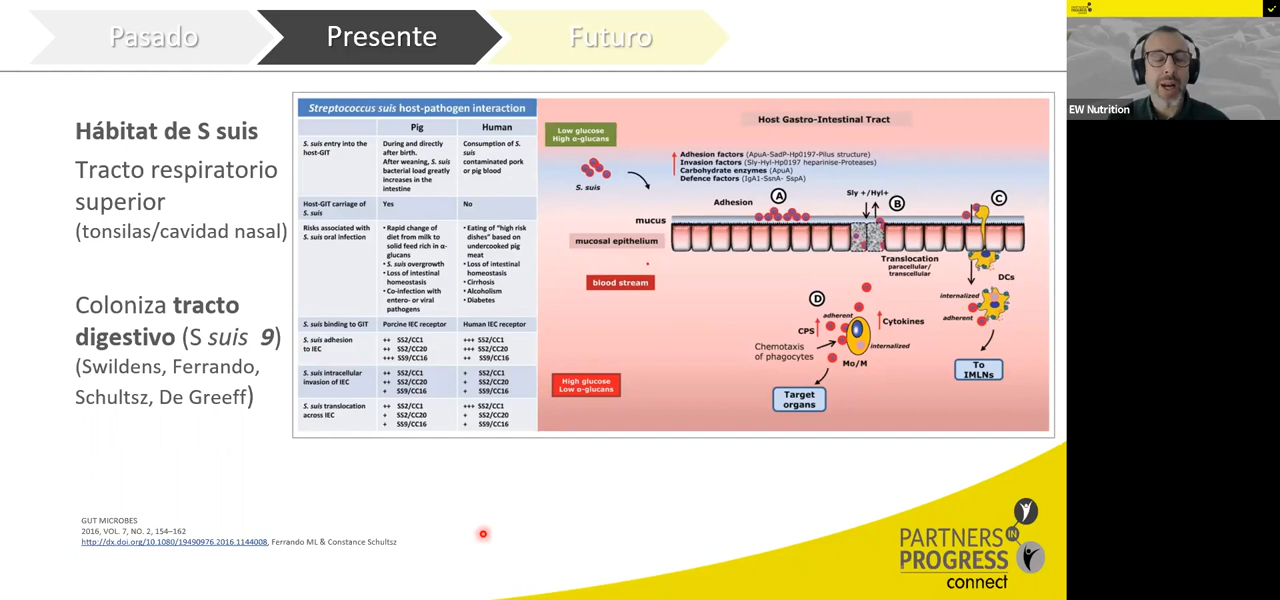 Pasado
Presente
Futuro
EW Nutrition
Hábitat de S suis
Tracto respiratorio
superior
(tonsilas/cavidad nasal)
Coloniza tracto
digestivo (S suis 9)
(Swildens, Ferrando,
Schultsz, De Greeff)
Streptococcus suis host-pathogen interaction
Pig
Human
S. suis entry into the
host-GIT
During and directly
after birth.
After weaning, S. suis
bacterial load greatly
increases in the
intestine
Consumption of S.
suis
contaminated pork
or pig blood
Host-GIT carriage of
S. suis
Yes
No
Risks associated with
S. suis oral infection
• Rapid change of
diet from milk to
solid feed rich in α-
glucans
• S. suis overgrowth
• Loss of intestinal
homeostasis
• Co-infection with
entero- or viral
pathogens
• Eating of "high risk
dishes" based on
undercooked pig
meat
• Loss of intestinal
homeostasis
• Cirrhosis
• Alcoholism
• Diabetes
S. suis binding to GIT
Porcine IEC receptor
Human IEC receptor
S. suis adhesion
to IEC
++ SS2/CC1
++ SS2/CC20
+++ SS9/CC16
+++ SS2/CC1
+++ SS2/CC20
++ SS9/CC16
S. suis intracellular
invasion of IEC
++ SS2/CC1
++ SS2/CC20
+ SS9/CC16
+ SS2/CC1
+ SS2/CC20
+ SS9/CC16
S. suis translocation
across IEC
++ SS2/CC1
+ SS2/CC20
+ SS9/CC16
+++ SS2/CC1
+ SS2/CC20
+ SS9/CC16
Host Gastro-Intestinal Tract
Low glucose
High α-glucans
S. suis
Adhesion factors (ApuA-SadP-Hp0197-Pilus structure)
Invasion factors (Sly-Hyl-Hp0197 heparinise-Proteases)
Carbohydrate enzymes (ApuA)
Defence factors (IgA1-SsnA- SspA)
Adhesion
A
Sly +/Hyl+
B
C
mucus
mucosal epithelium
Translocation
paracellular/
transcellular
DCs
blood stream
internalized
adherent
D
adherent
CPS
Cytokines
Chemotaxis
of phagocytes
internalized
Mo/M
To
IMLNs
High glucose
Low α-glucans
Target
organs
GUT MICROBES
2016, VOL. 7, NO. 2, 154–162
http://dx.doi.org/10.1080/19490976.2016.1144008, Ferrando ML & Constance Schultsz
PARTNERS
IN
PROGRESS
connect